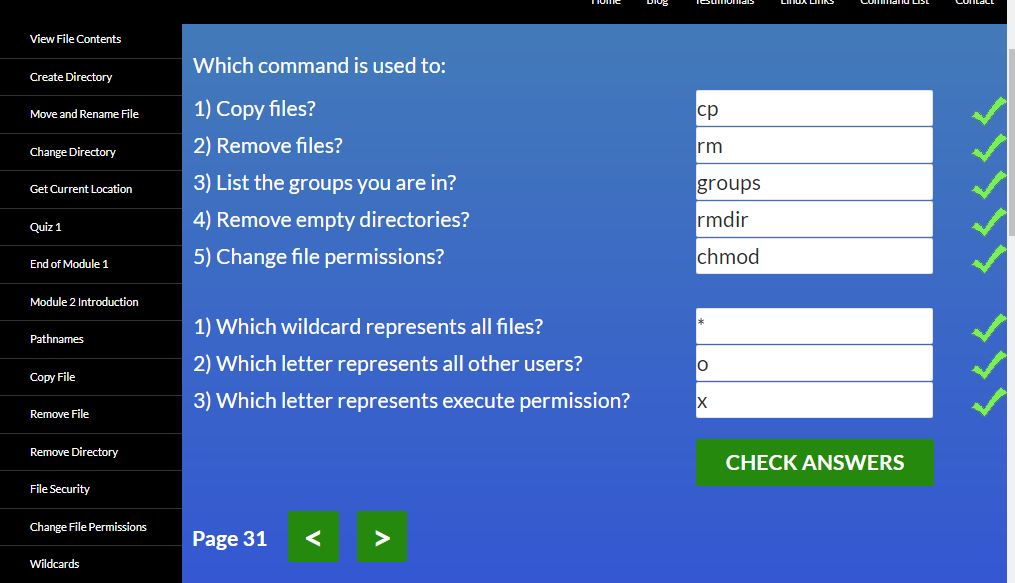 Home Blog Testimonials Linux Links Command List Contact
View File Contents
Create Directory
Move and Rename File
Change Directory
Get Current Location
Quiz 1
End of Module 1
Module 2 Introduction
Pathnames
Copy File
Remove File
Remove Directory
File Security
Change File Permissions
Wildcards
Which command is used to:
1) Copy files? cp
2) Remove files? rm
3) List the groups you are in? groups
4) Remove empty directories? rmdir
5) Change file permissions? chmod
1) Which wildcard represents all files? *
2) Which letter represents all other users? o
3) Which letter represents execute permission? x
CHECK ANSWERS
Page 31 < >